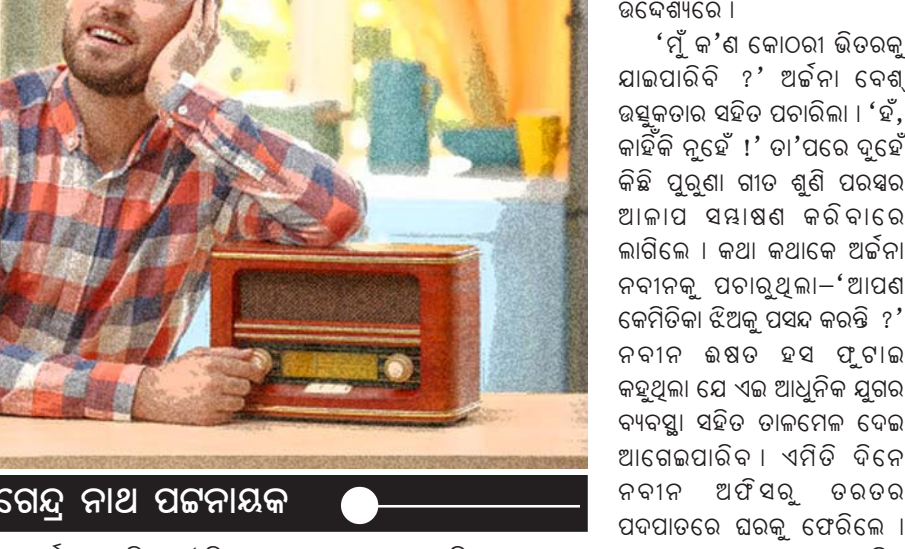 ଉଦ୍ଦେଶ୍ୟରେ ।
‘ମୁଁ କ’ଣ କୋଠରୀ ଭିତରକୁ
ଯାଇପାରିବି ?’ ଅର୍ଚ୍ଚନା ବେଶ୍
ଉତ୍ସୁକତାର ସହିତ ପଚାରିଲା । ‘ହଁ,
କାହିଁକି ନୁହେଁ !’ ତା’ପରେ ଦୁହେଁ
କିଛି ପୁରୁଣା ଗୀତ ଶୁଣି ପରସ୍ପର
ଆଳାପ ସମ୍ଭାଷଣ କରିବାରେ
ଲାଗିଲେ । କଥା କଥାକେ ଅର୍ଚ୍ଚନା
ନବୀନକୁ ପଚାରୁଥିଲା–‘ଆପଣ
କେମିତିକା ଝିଅକୁ ପସନ୍ଦ କରନ୍ତି ?’
ନବୀନ ଈଷତ ହସ ଫୁଟାଇ
କହୁଥିଲା ଯେ ଏଇ ଆଧୁନିକ ଯୁଗର
ବ୍ୟବସ୍ଥା ସହିତ ତାଳମେଳ ଦେଇ
ଆଗେଇପାରିବ । ଏମିତି ଦିନେ
ନବୀନ ଅଫିସରୁ ତରତର
ପଦପାତରେ ଘରକୁ ଫେରିଲେ ।
ଗେନ୍ଦ୍ର ନାଥ ପଟ୍ଟନାୟକ